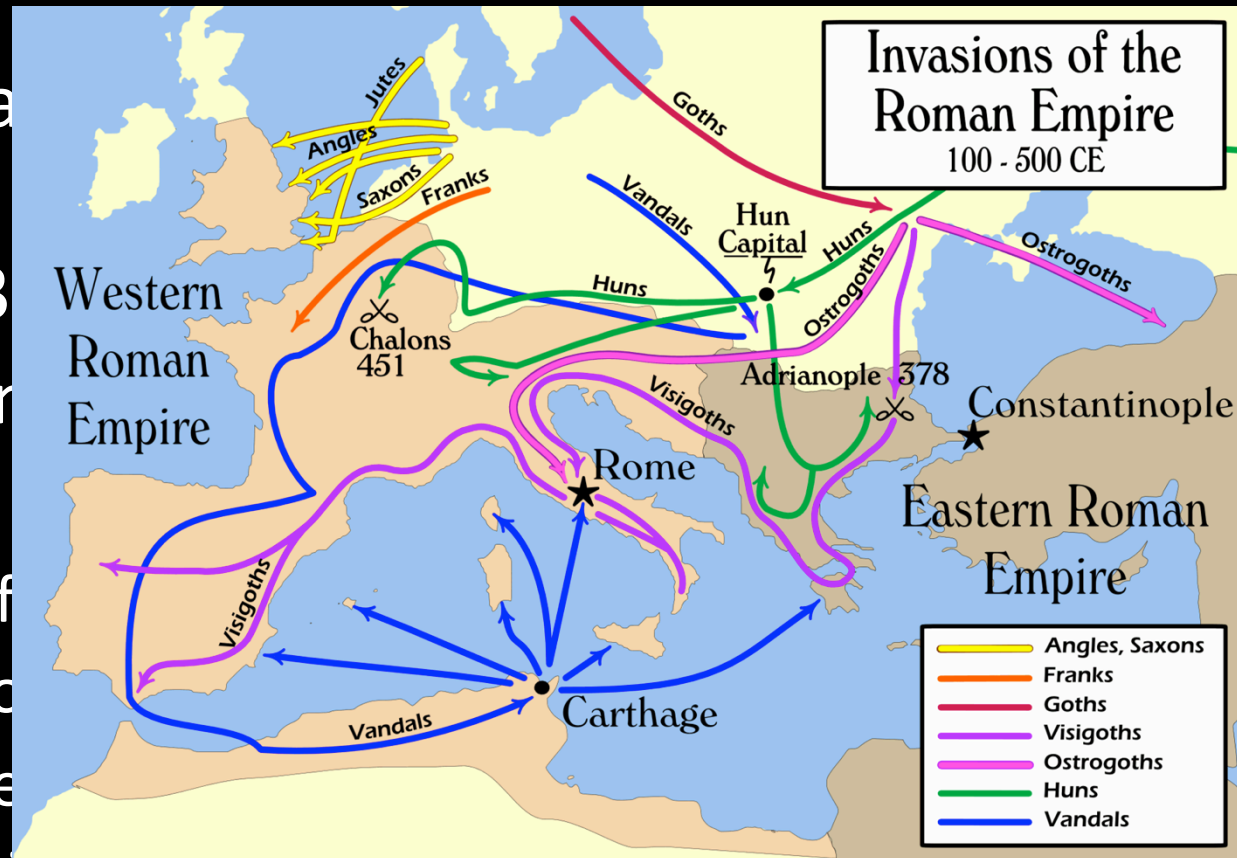 Invasions of the
Roman Empire
100 - 500 CE
Jutes
Angles
Saxons
Franks
Goths
Vandals
Hun
Capital
Huns
Ostrogoths
Ostrogoths
Huns
Western
Roman
Empire
Chalons
451
Adrianople 378
Constantinople
Visigoths
Rome
Eastern Roman
Empire
Visigoths
Carthage
Vandals
Angles, Saxons
Franks
Goths
Visigoths
Ostrogoths
Huns
Vandals